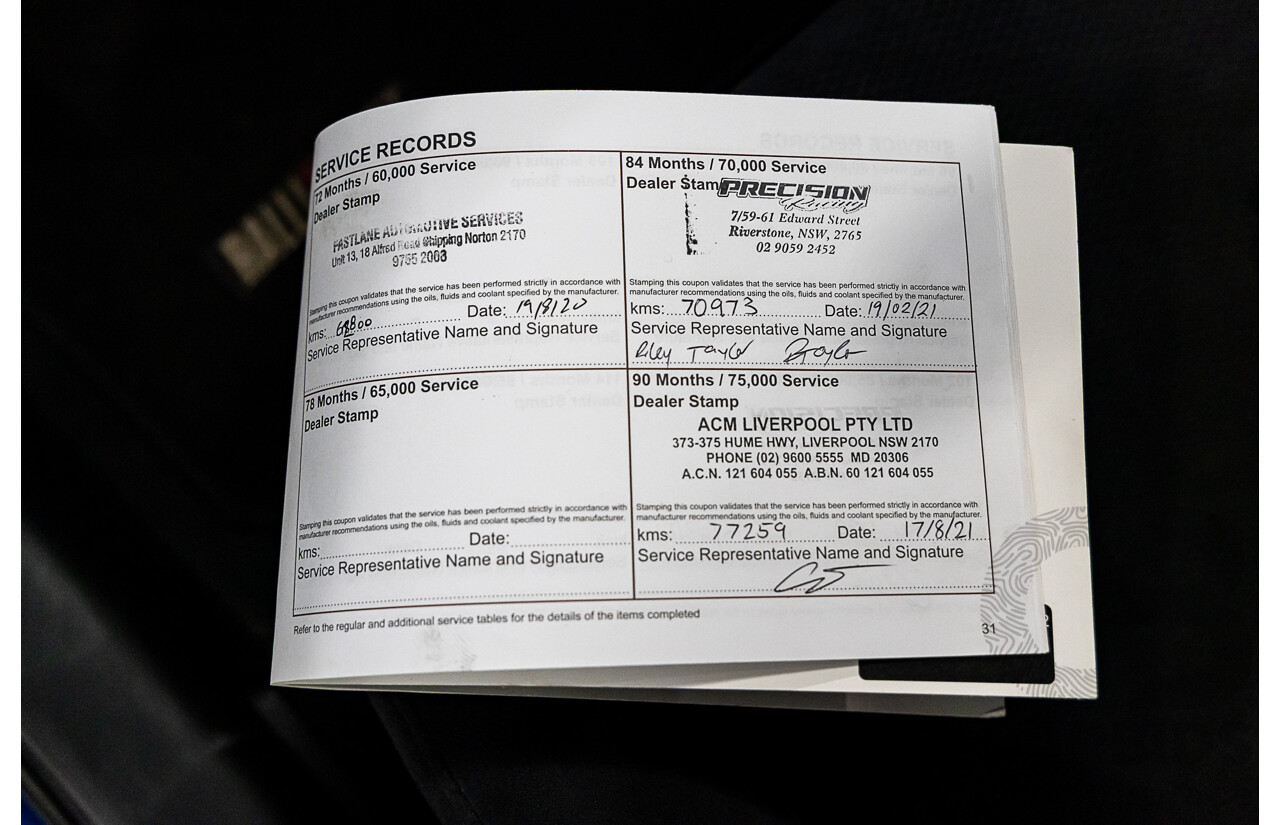 SERVICE RECORDS
72 Months / 60,000 Service
Dealer Stamp
FASTLANE AUTOMOTIVE SERVICES
Unit 13, 18 Alfred Road Chipping Norton 2170
9755 2003
Stamping this coupon validates that the service has been performed strictly in accordance with
manufacturer recommendations using the oils, fluids and coolant specified by the manufacturer.
kms: Date: 19/8/20
Service Representative Name and Signature
84 Months / 70,000 Service
Dealer Stamp
PRECISION
Racing
7/59-61 Edward Street
Riverstone, NSW, 2765
02 9059 2452
Stamping this coupon validates that the service has been performed strictly in accordance with
manufacturer recommendations using the oils, fluids and coolant specified by the manufacturer.
kms: 70973 Date: 19/02/21
Service Representative Name and Signature
Riley Taylor RTaylor
78 Months / 65,000 Service
Dealer Stamp
Stamping this coupon validates that the service has been performed strictly in accordance with
manufacturer recommendations using the oils, fluids and coolant specified by the manufacturer.
kms: Date:
Service Representative Name and Signature
90 Months / 75,000 Service
Dealer Stamp
ACM LIVERPOOL PTY LTD
373-375 HUME HWY, LIVERPOOL NSW 2170
PHONE (02) 9600 5555 MD 20306
A.C.N. 121 604 055 A.B.N. 60 121 604 055
Stamping this coupon validates that the service has been performed strictly in accordance with
manufacturer recommendations using the oils, fluids and coolant specified by the manufacturer.
kms: 77259 Date: 17/8/21
Service Representative Name and Signature
Refer to the regular and additional service tables for the details of the items completed
31